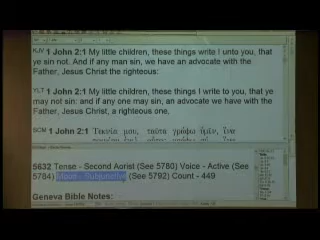 KJV 1 John 2:1 My little children, these things write I unto you, that
ye sin not. And if any man sin, we have an advocate with the
Father, Jesus Christ the righteous:
YLT 1 John 2:1 My little children, these things I write to you, that ye
may not sin: and if any one may sin, an advocate we have with
the Father, Jesus Christ, a righteous one,
SCM 1 John 2:1 Τεκνία μου, ταῦτα γράφω ὑμῖν, ἵνα
5632 Tense - Second Aorist (See 5780) Voice - Active (See
5784) Mood - Subjunctive (See 5792) Count - 449
Geneva Bible Notes: